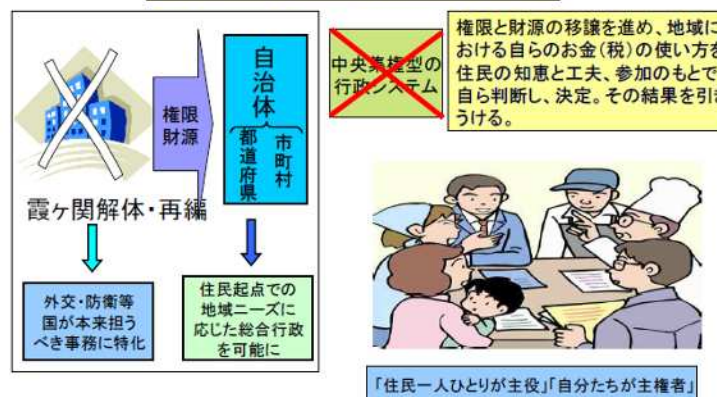 権限
財源
自治体
都道府県
市町村
霞ヶ関解体・再編
外交・防衛等
国が本来担う
べき事務に特化
住民起点での
地域ニーズに
応じた総合行政
を可能に
中央集権型の
行政システム
権限と財源の移譲を進め、地域に
おける自らのお金(税)の使い方を
住民の知恵と工夫、参加のもとで
自ら判断し、決定。その結果を引き
うける。
「住民一人ひとりが主役」「自分たちが主権者」